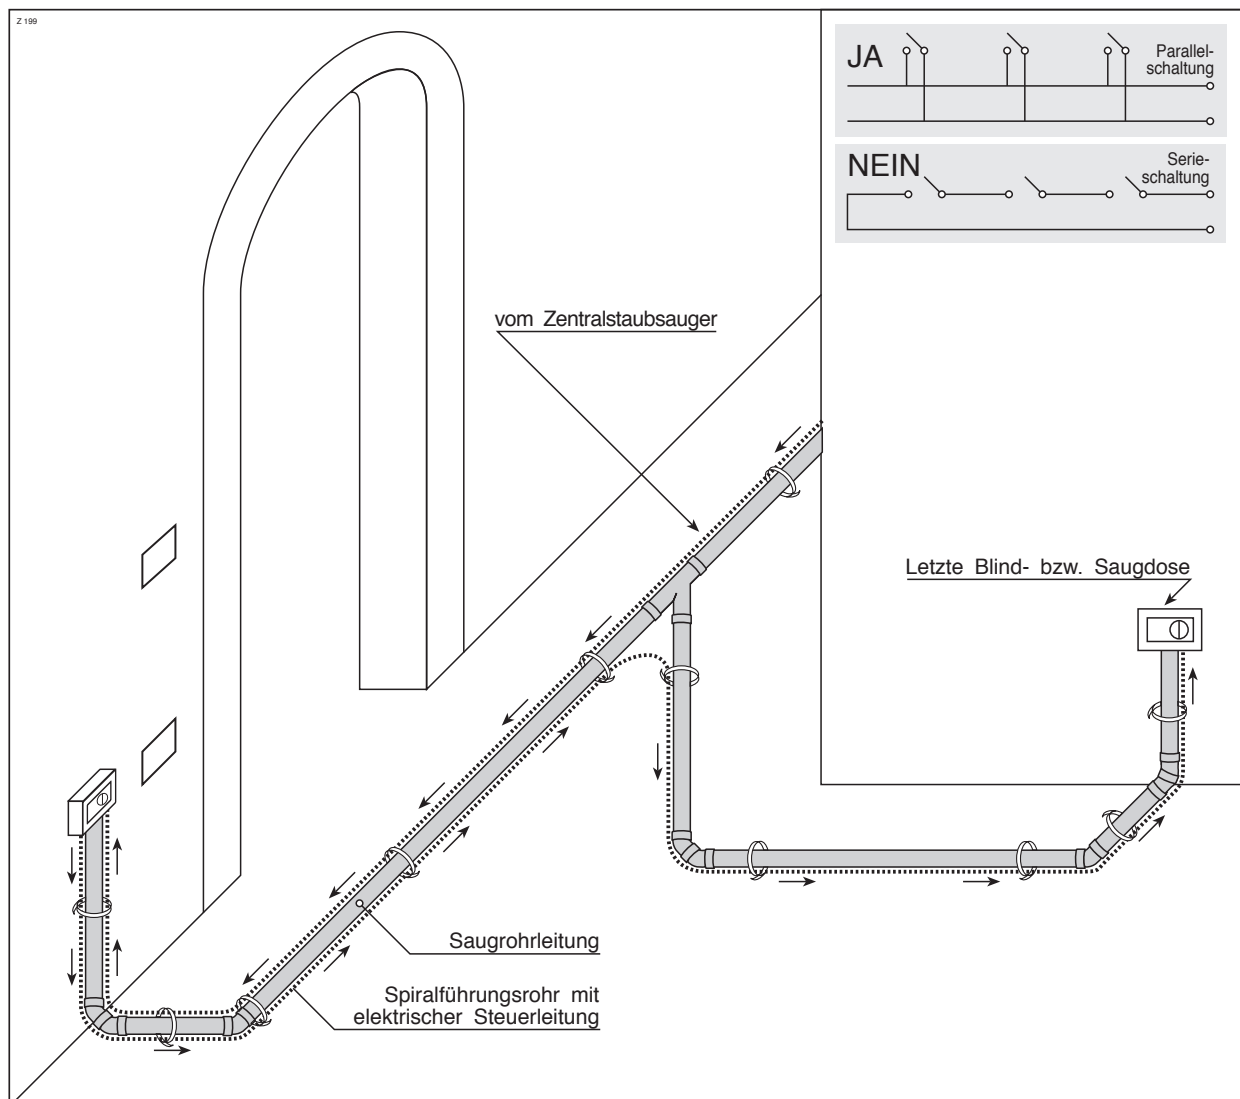 Z 199
JA
Parallel-
schaltung
NEIN
Serie-
schaltung
vom Zentralstaubsauger
Letzte Blind- bzw. Saugdose
Saugrohrleitung
Spiralführungsrohr mit
elektrischer Steuerleitung